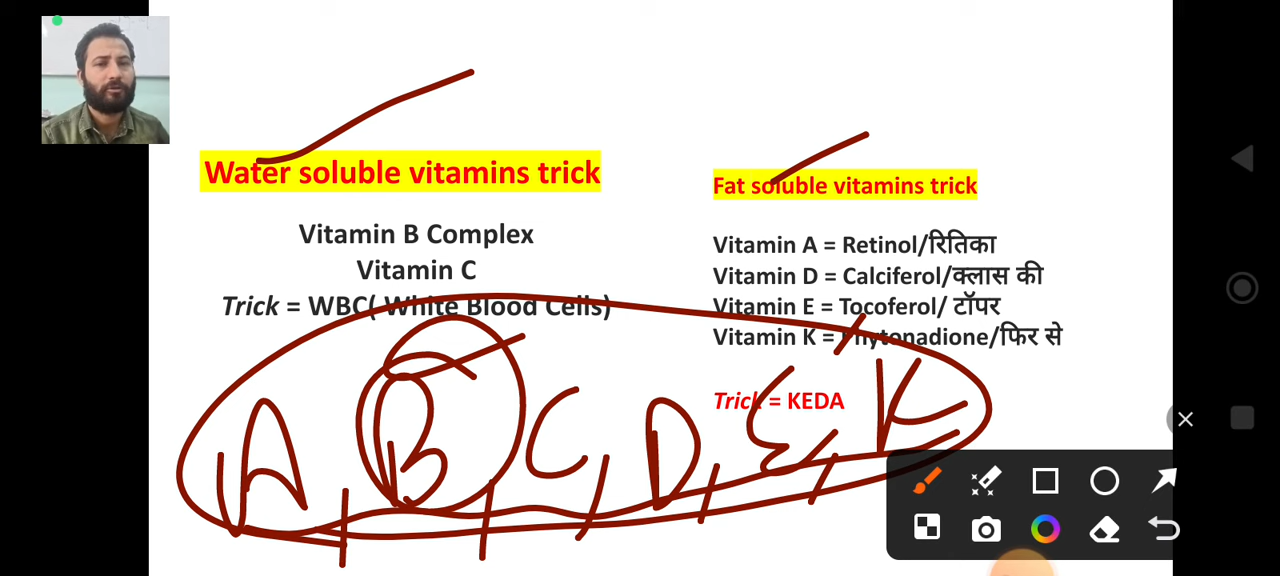 Water soluble vitamins trick
Vitamin B Complex
Vitamin C
Trick = WBC( White Blood Cells)
Fat soluble vitamins trick
Vitamin A = Retinol/रितिका
Vitamin D = Calciferol/क्लास की
Vitamin E = Tocoferol/ टॉपर
Vitamin K = Phytonadione/फिर से
Trick = KEDA
A, B, C, D, E, K